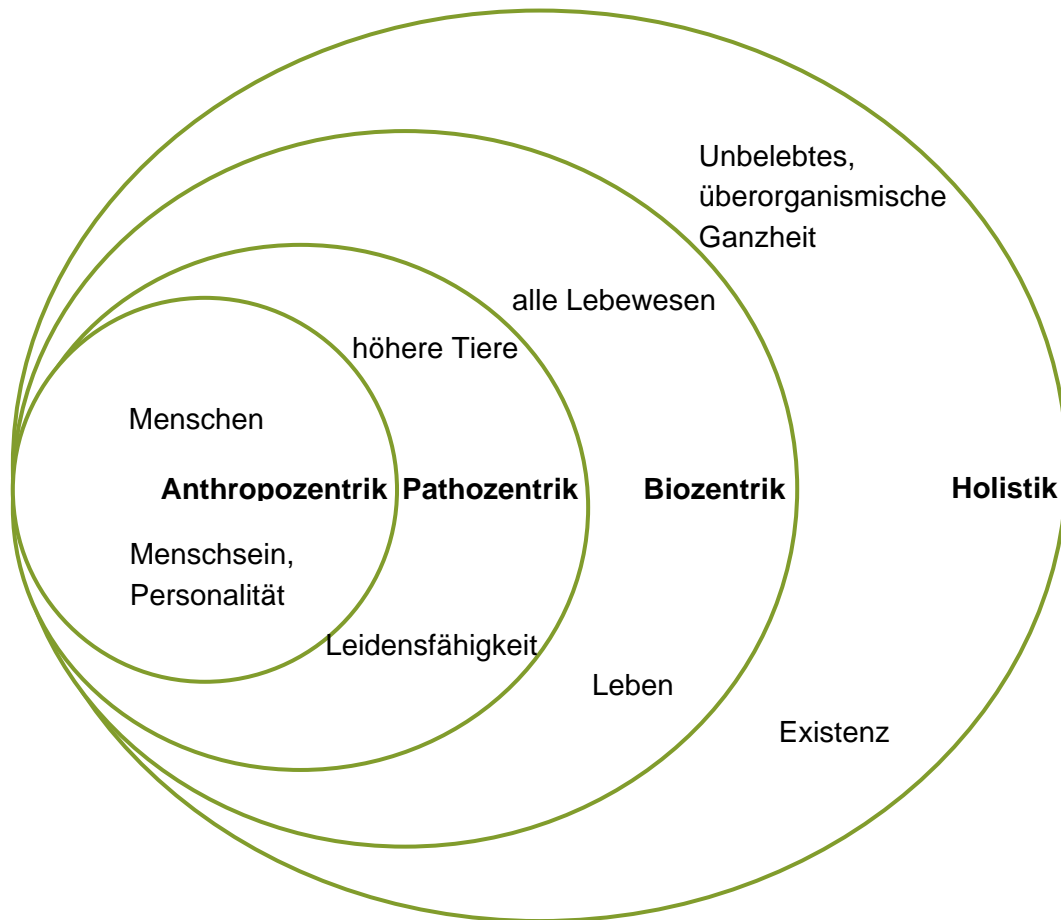 Unbelebtes,
überorganismische
Ganzheit
alle Lebewesen
höhere Tiere
Menschen
Anthropozentrik
Pathozentrik
Biozentrik
Holistik
Menschsein,
Personalität
Leidensfähigkeit
Leben
Existenz